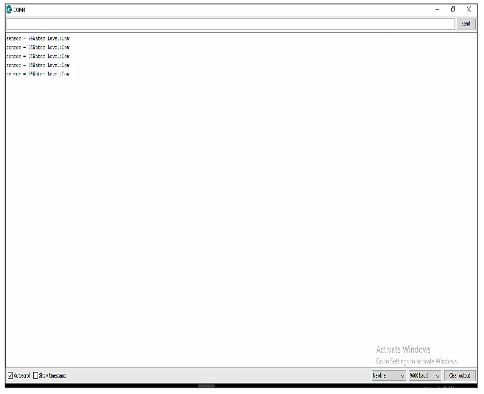 COM4
Send
sensor = Water Level:Low
sensor = Water Level:Low
sensor = Water Level:Low
sensor = Water Level:Low
sensor = Water Level:Low
Activate Windows
Go to Settings to activate Windows.
Autoscroll Show timestamp Newline 9600 baud Clear output